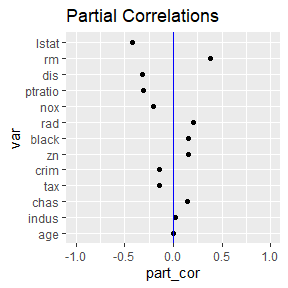 Partial Correlations
lstat
rm
dis
ptratio
nox
rad
black
zn
crim
tax
chas
indus
age
var
-1.0 -0.5 0.0 0.5 1.0
part_cor